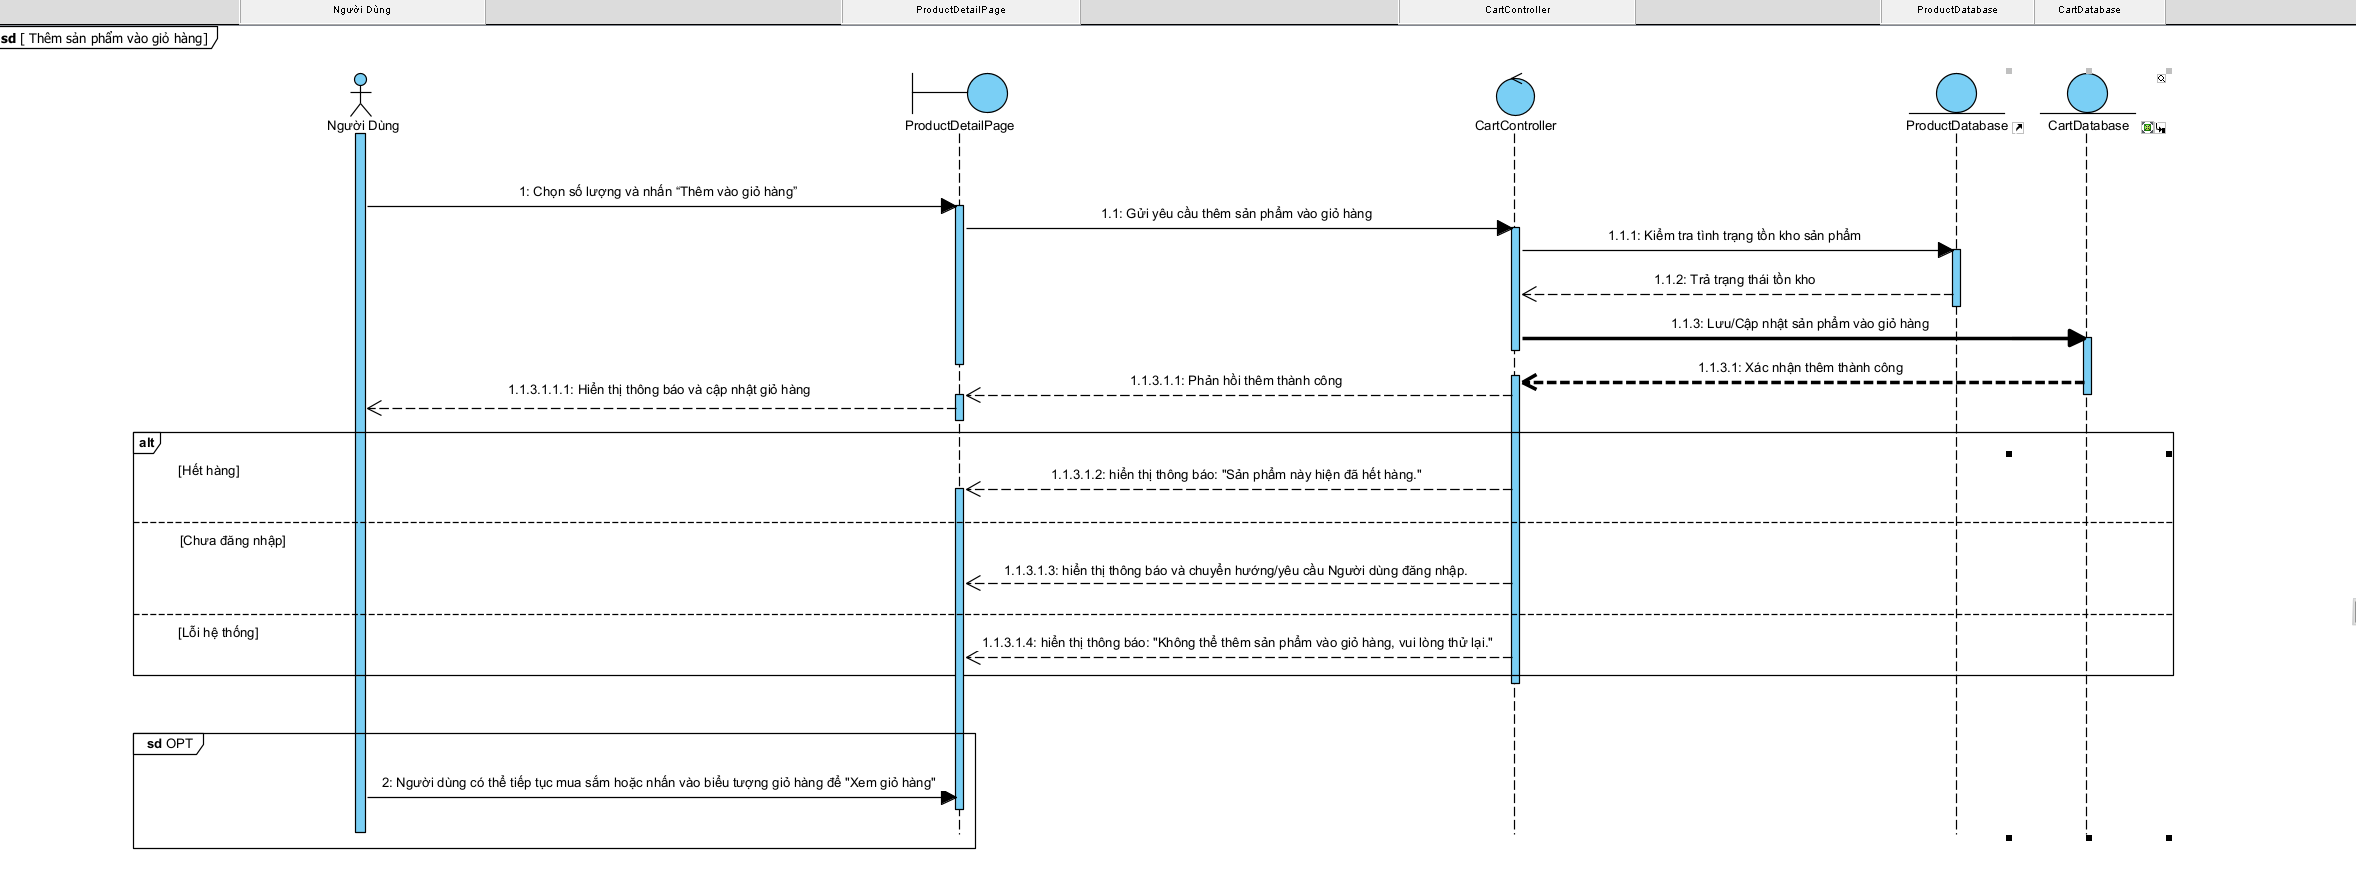 Người Dùng
ProductDetailPage
CartController
ProductDatabase
CartDatabase
sd [ Thêm sản phẩm vào giỏ hàng]
Người Dùng
ProductDetailPage
CartController
ProductDatabase
CartDatabase
1: Chọn số lượng và nhấn “Thêm vào giỏ hàng”
1.1: Gửi yêu cầu thêm sản phẩm vào giỏ hàng
1.1.1: Kiểm tra tình trạng tồn kho sản phẩm
1.1.2: Trả trạng thái tồn kho
1.1.3: Lưu/Cập nhật sản phẩm vào giỏ hàng
1.1.3.1: Xác nhận thêm thành công
1.1.3.1.1: Phản hồi thêm thành công
1.1.3.1.1.1: Hiển thị thông báo và cập nhật giỏ hàng
alt
[Hết hàng]
1.1.3.1.2: hiển thị thông báo: "Sản phẩm này hiện đã hết hàng."
[Chưa đăng nhập]
1.1.3.1.3: hiển thị thông báo và chuyển hướng/yêu cầu Người dùng đăng nhập.
[Lỗi hệ thống]
1.1.3.1.4: hiển thị thông báo: "Không thể thêm sản phẩm vào giỏ hàng, vui lòng thử lại."
sd OPT
2: Người dùng có thể tiếp tục mua sắm hoặc nhấn vào biểu tượng giỏ hàng để "Xem giỏ hàng"